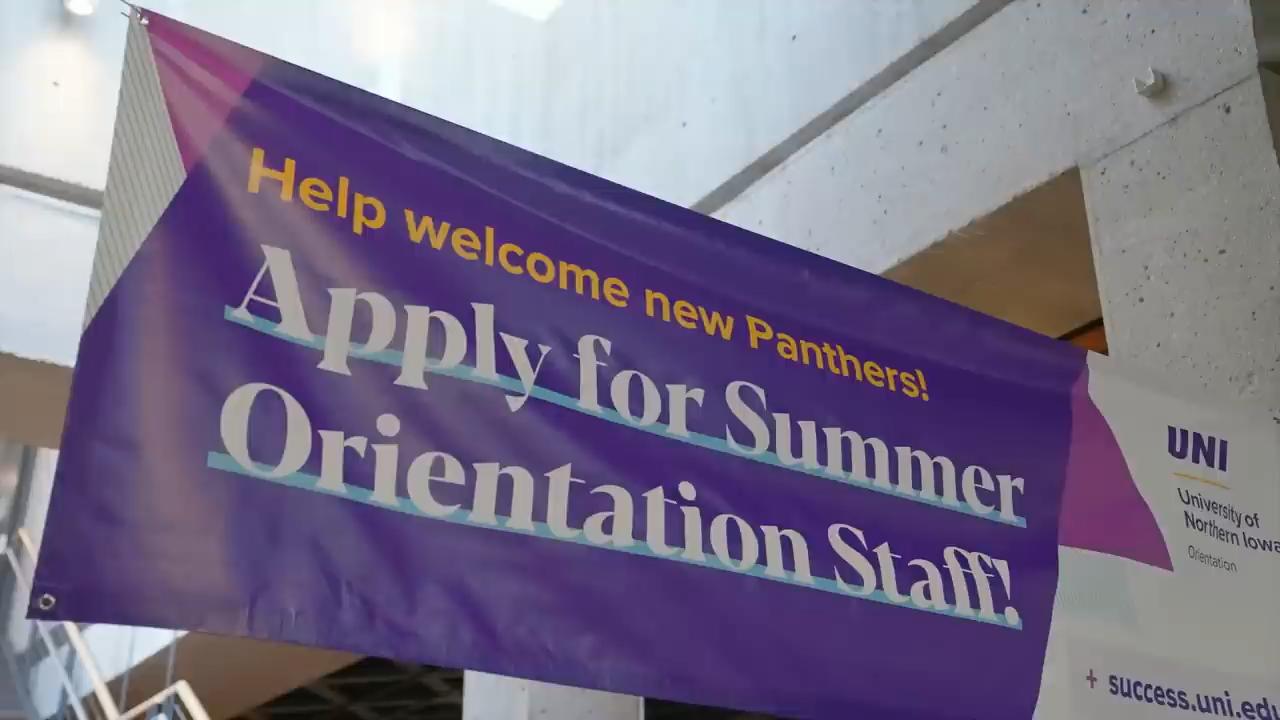 Help welcome new Panthers!
Apply for Summer
Orientation Staff!
UNI
University of
Northern Iowa
Orientation
+ success.uni.edu